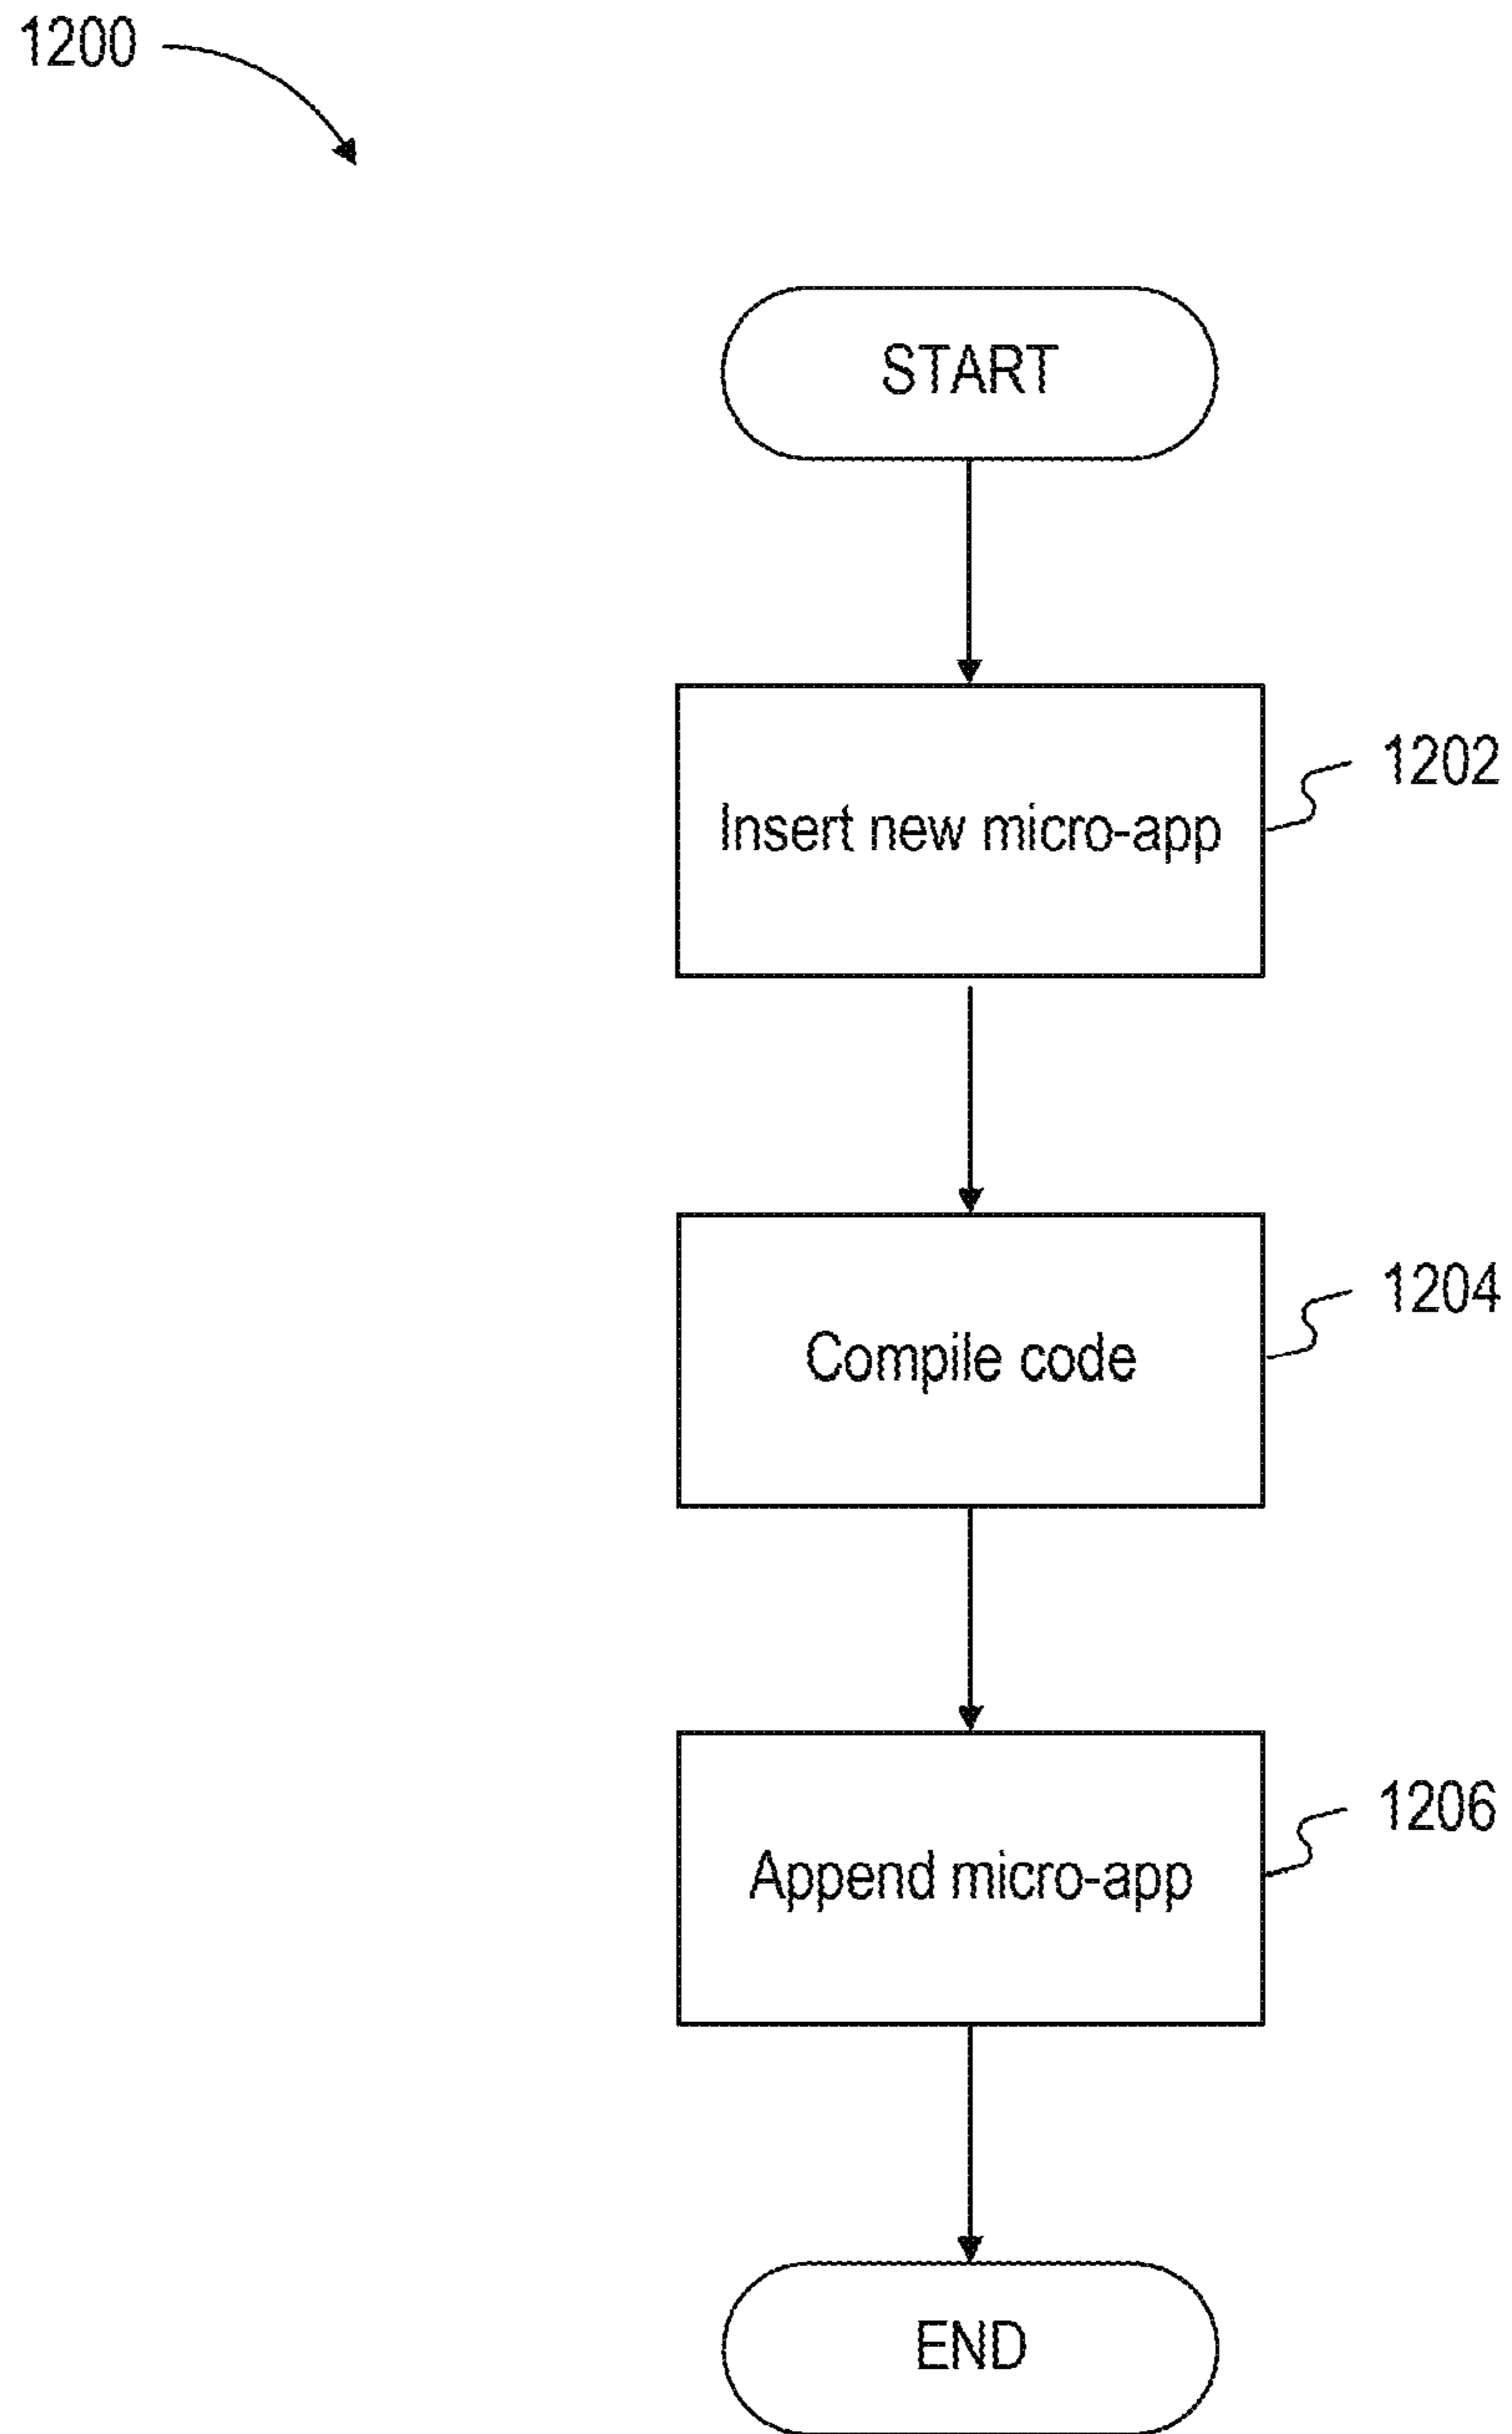 1200
START
Insert new micro-app
1202
Compile code
1204
Append micro-app
1206
END